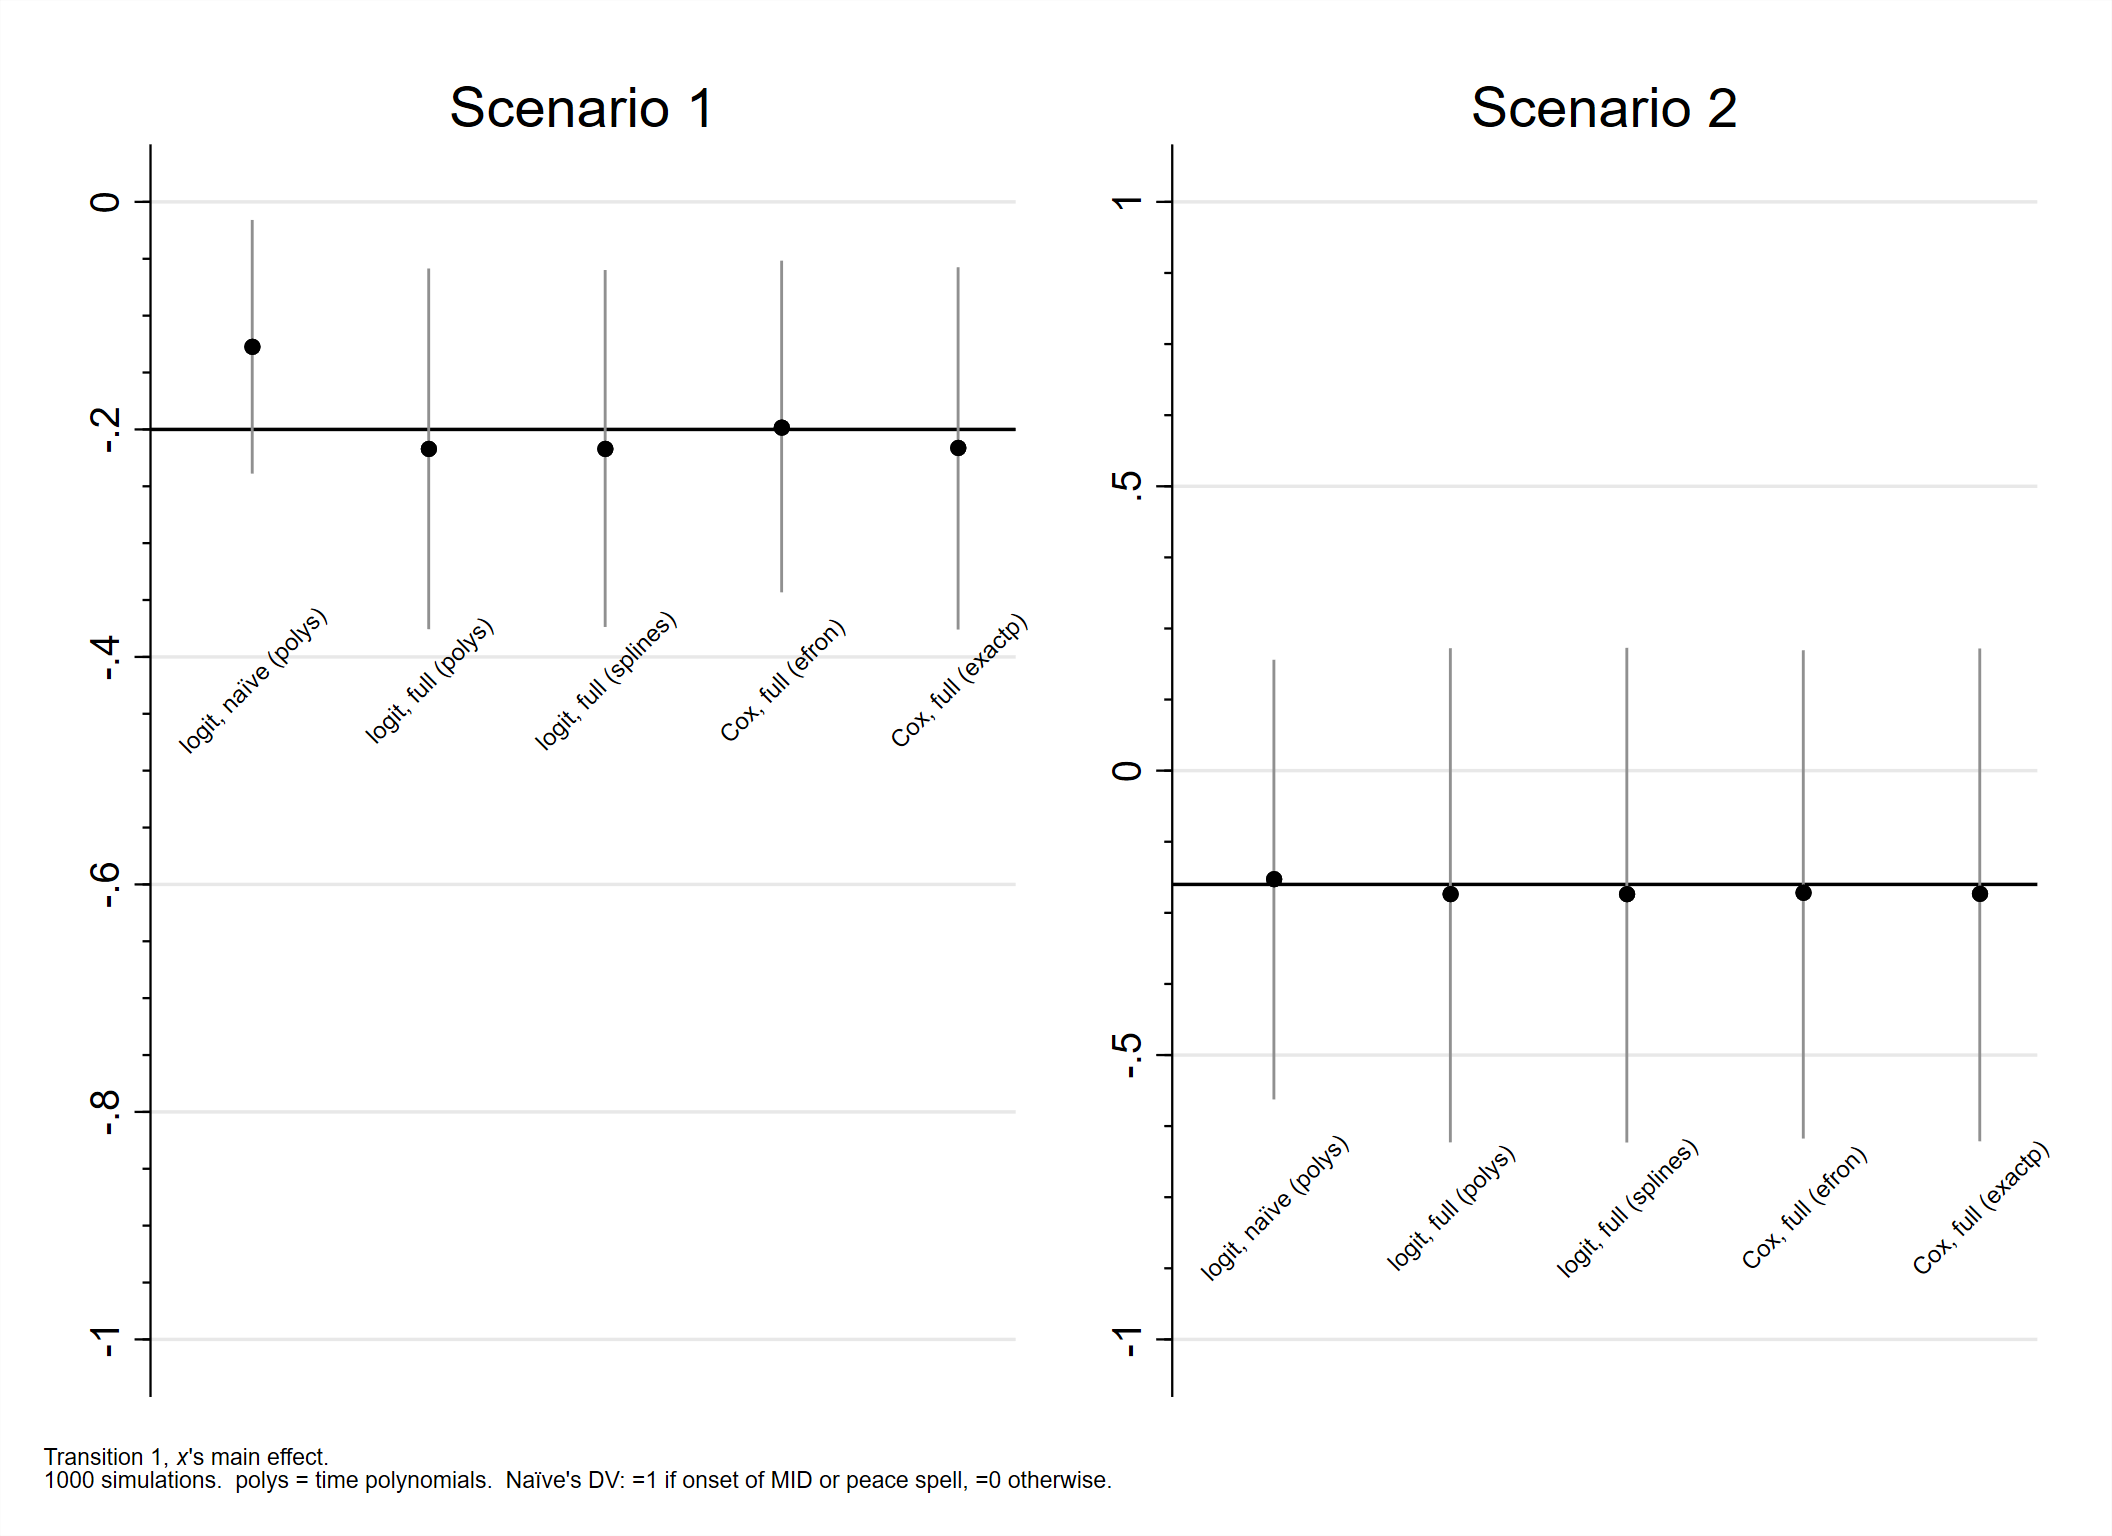 Scenario 1
0
-.2
-.4
-.6
-.8
-1
logit, naïve (polys)
logit, full (polys)
logit, full (splines)
Cox, full (efron)
Cox, full (exactp)
Scenario 2
1
.5
0
-.5
-1
logit, naïve (polys)
logit, full (polys)
logit, full (splines)
Cox, full (efron)
Cox, full (exactp)
Transition 1, x's main effect.
1000 simulations.  polys = time polynomials.  Naïve's DV: =1 if onset of MID or peace spell, =0 otherwise.